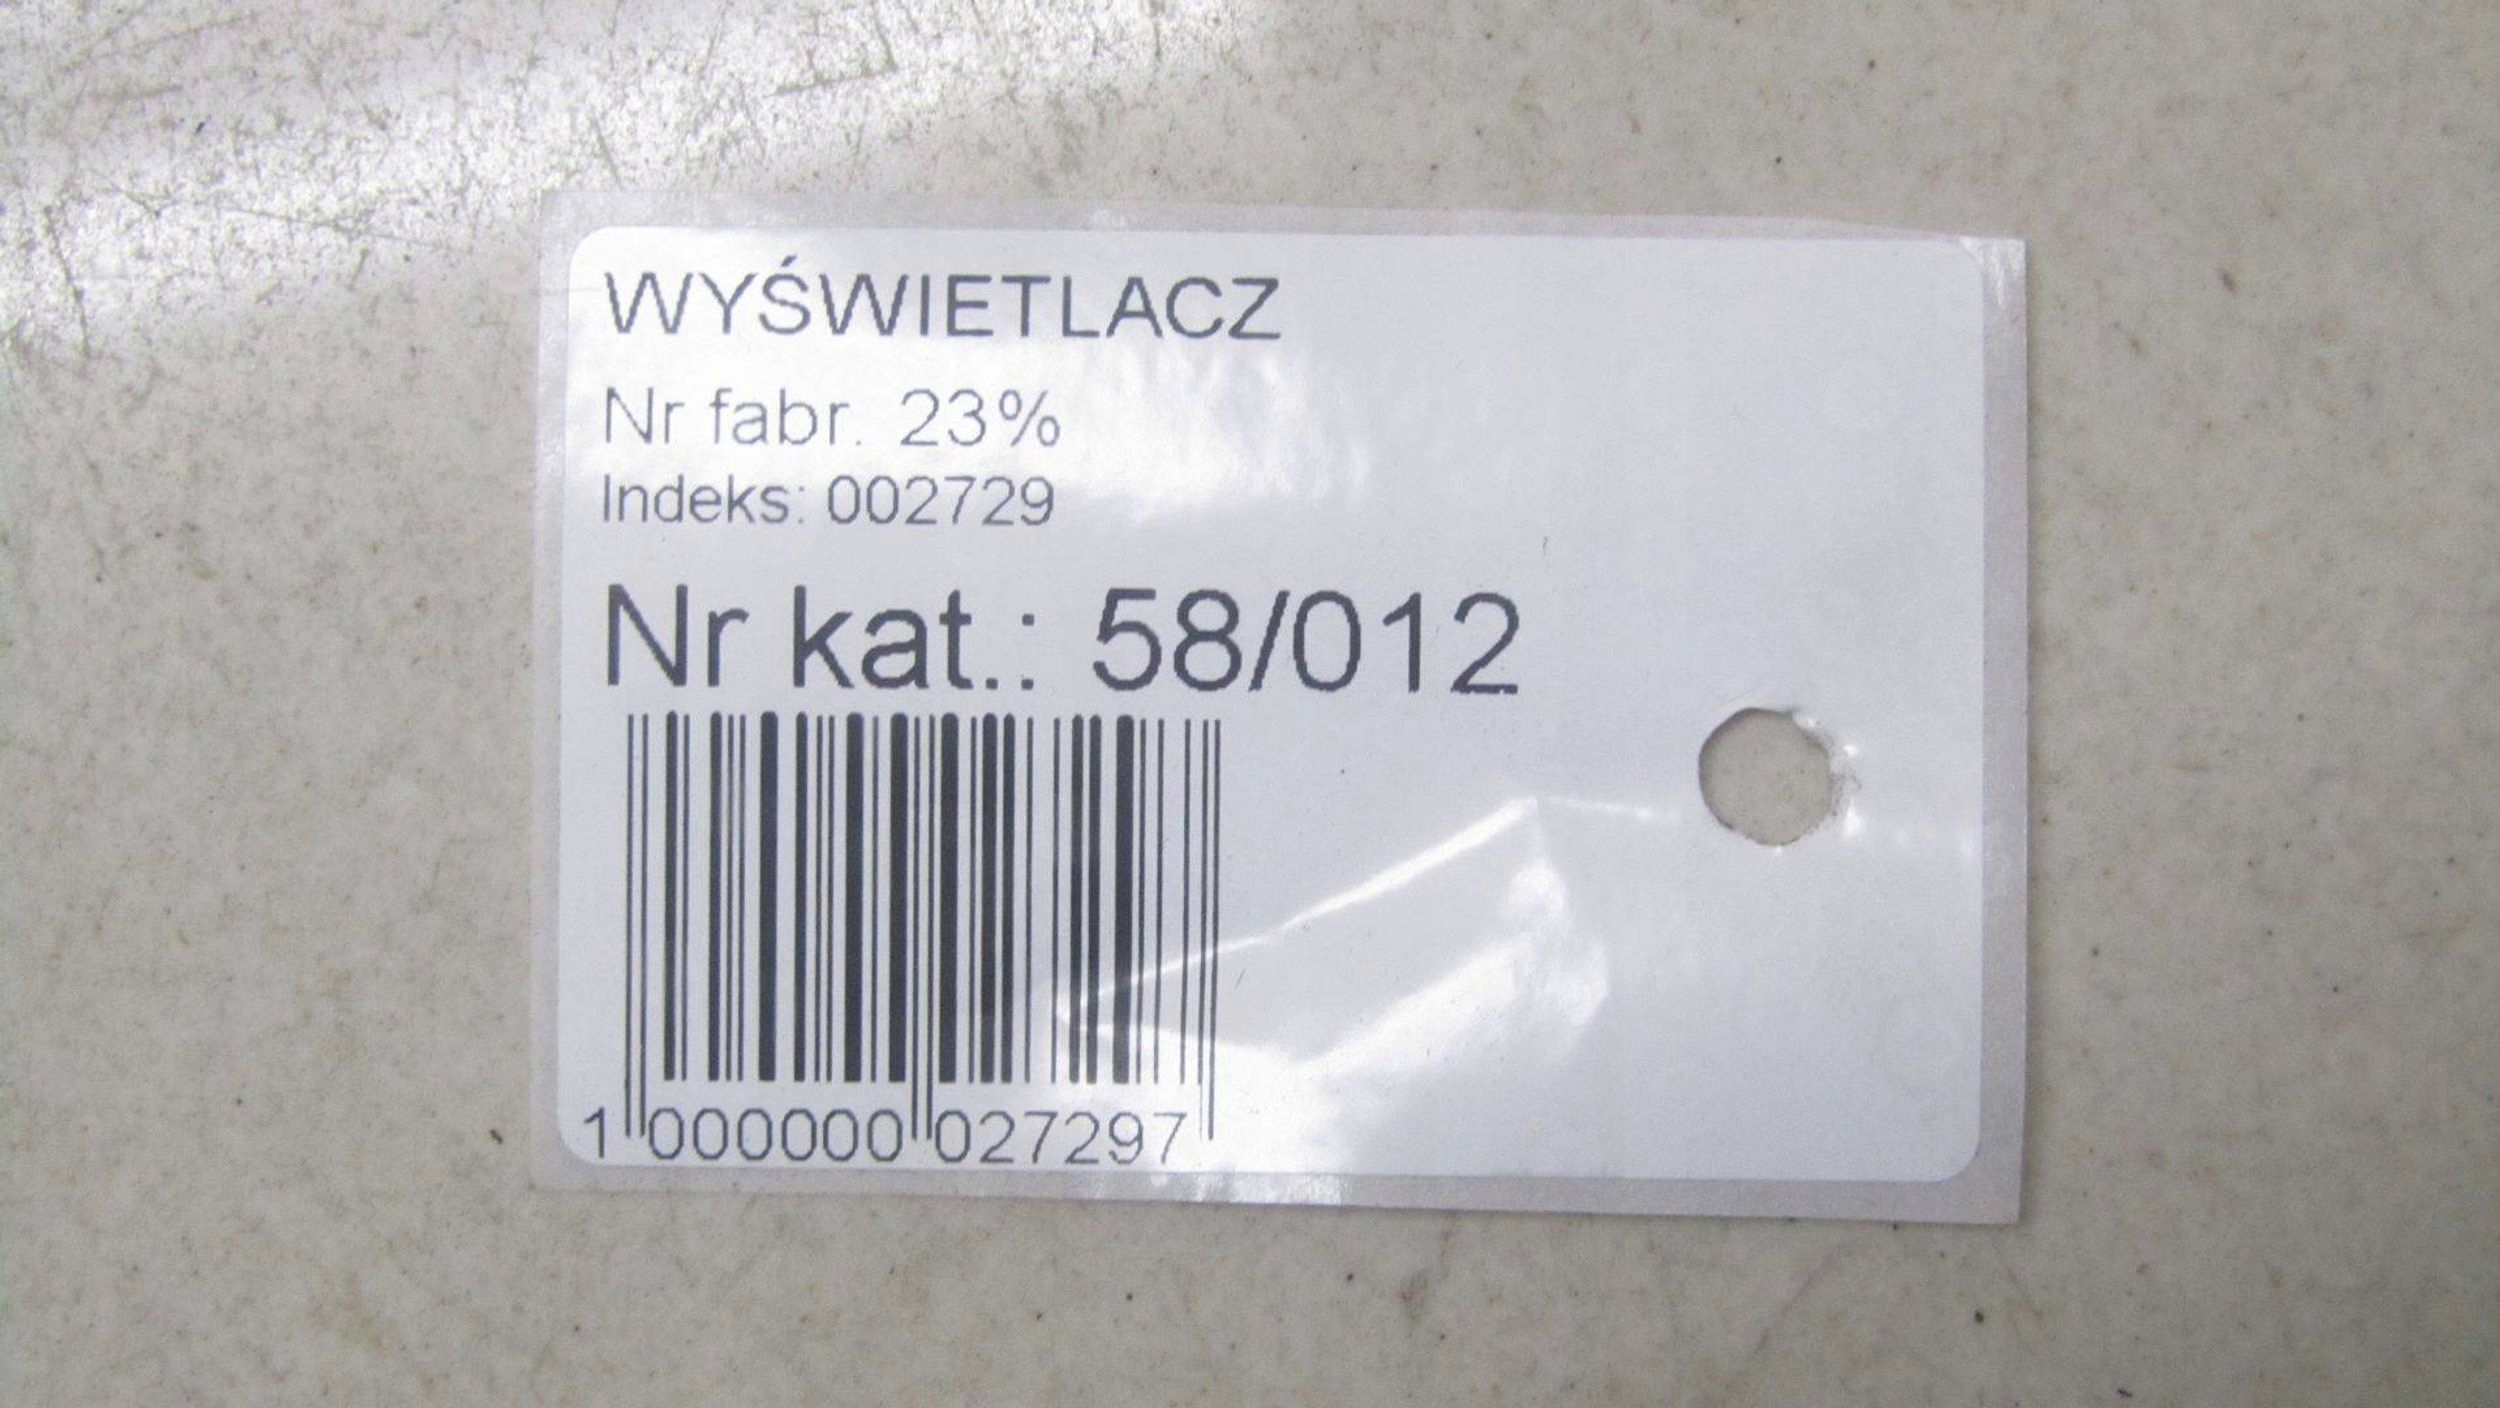 WYŚWIETLACZ
Nr fabr. 23%
Indeks: 002729
Nr kat.: 58/012
1 000000 027297